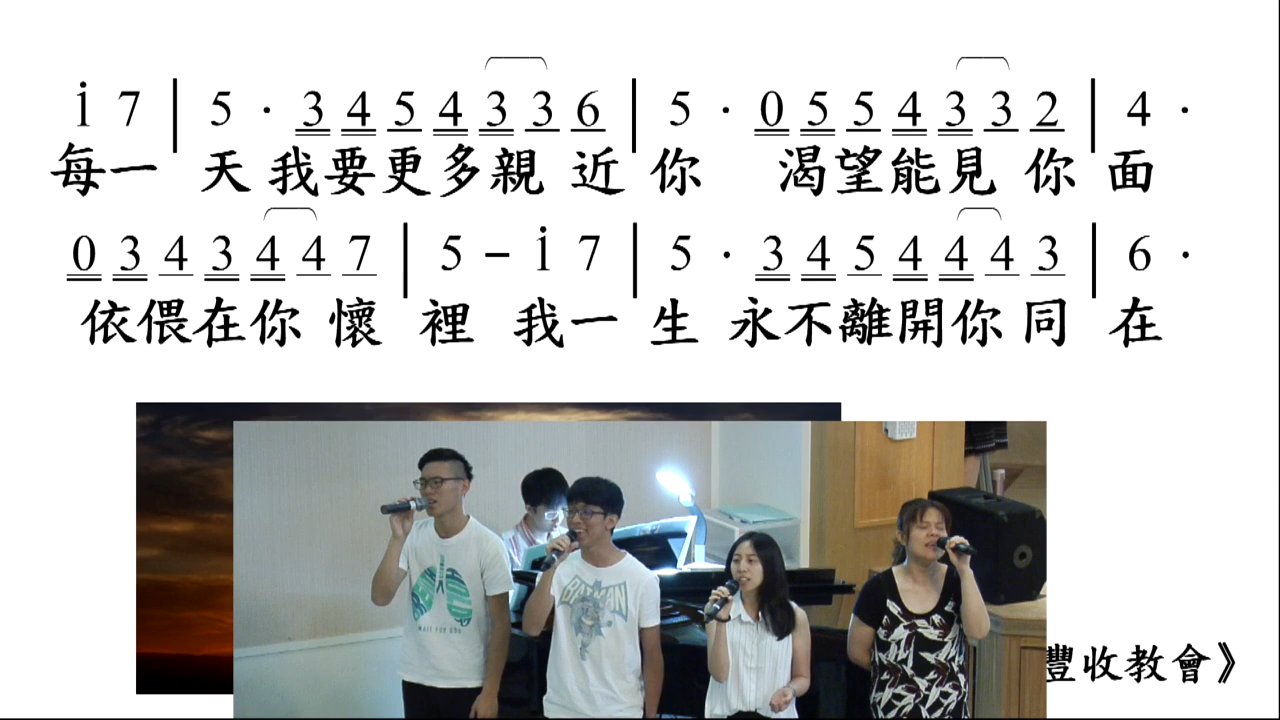 i 7 | 5 · 3 4 5 4 3 3 6 | 5 · 0 5 5 4 3 3 2 | 4 ·
每一 天 我要更多親 近 你 渴望能見 你 面
0 3 4 3 4 4 7 | 5 – i 7 | 5 · 3 4 5 4 4 4 3 | 6 ·
依偎在你 懷 裡 我一 生 永不離開你 同 在
BATMAN
豐收教會》